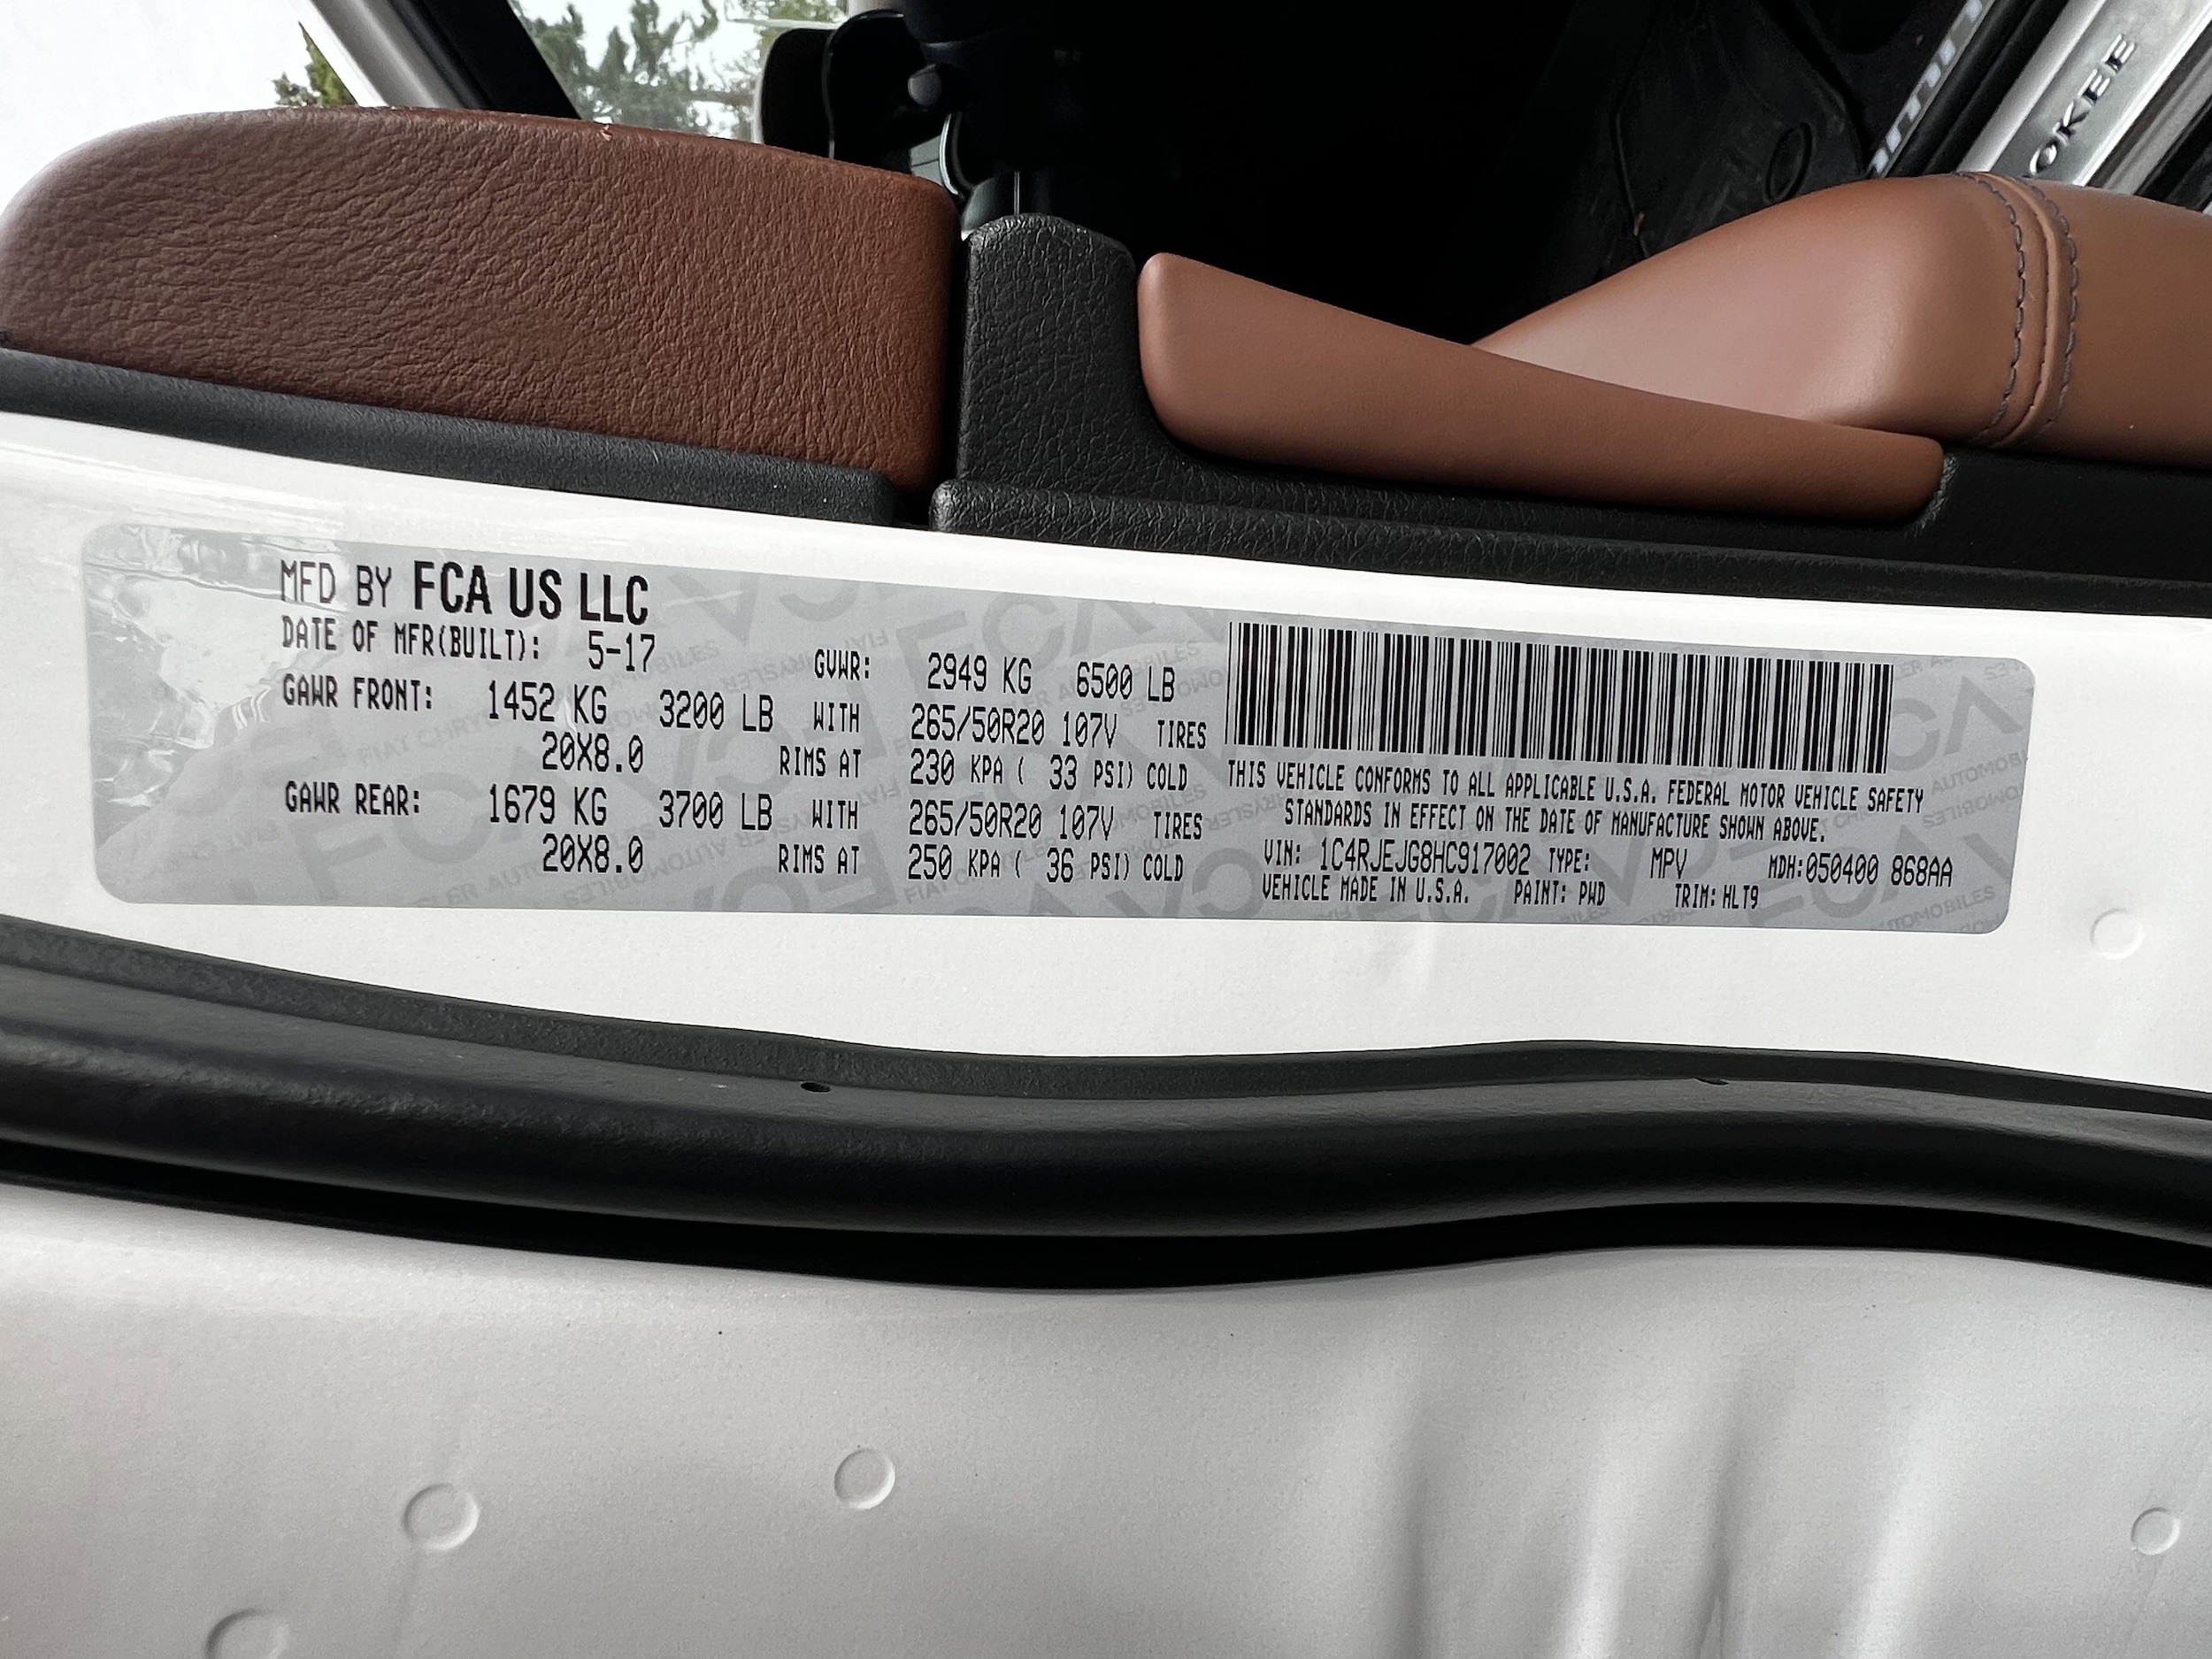 OKEE
MFD BY FCA US LLC
DATE OF MFR(BUILT): 5-17
GVWR: 2949 KG 6500 LB
GAWR FRONT: 1452 KG 3200 LB WITH 265/50R20 107V TIRES
20X8.0 RIMS AT 230 KPA ( 33 PSI) COLD
GAWR REAR: 1679 KG 3700 LB WITH 265/50R20 107V TIRES
20X8.0 RIMS AT 250 KPA ( 36 PSI) COLD
THIS VEHICLE CONFORMS TO ALL APPLICABLE U.S.A. FEDERAL MOTOR VEHICLE SAFETY
STANDARDS IN EFFECT ON THE DATE OF MANUFACTURE SHOWN ABOVE.
VIN: 1C4RJEJG8HC917002 TYPE: MPV MDH:050400 868AA
VEHICLE MADE IN U.S.A. PAINT: PWD TRIM: HLT9